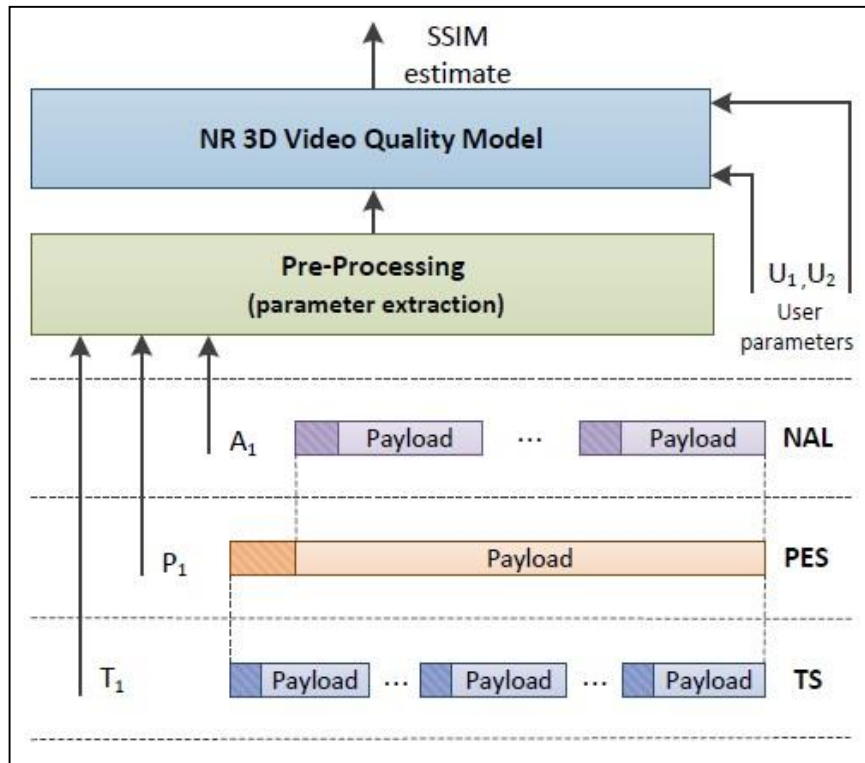 SSIM
estimate
NR 3D Video Quality Model
Pre-Processing
(parameter extraction)
U₁,U₂
User
parameters
A₁ Payload ... Payload NAL
P₁ Payload PES
T₁ Payload ... Payload ... Payload TS